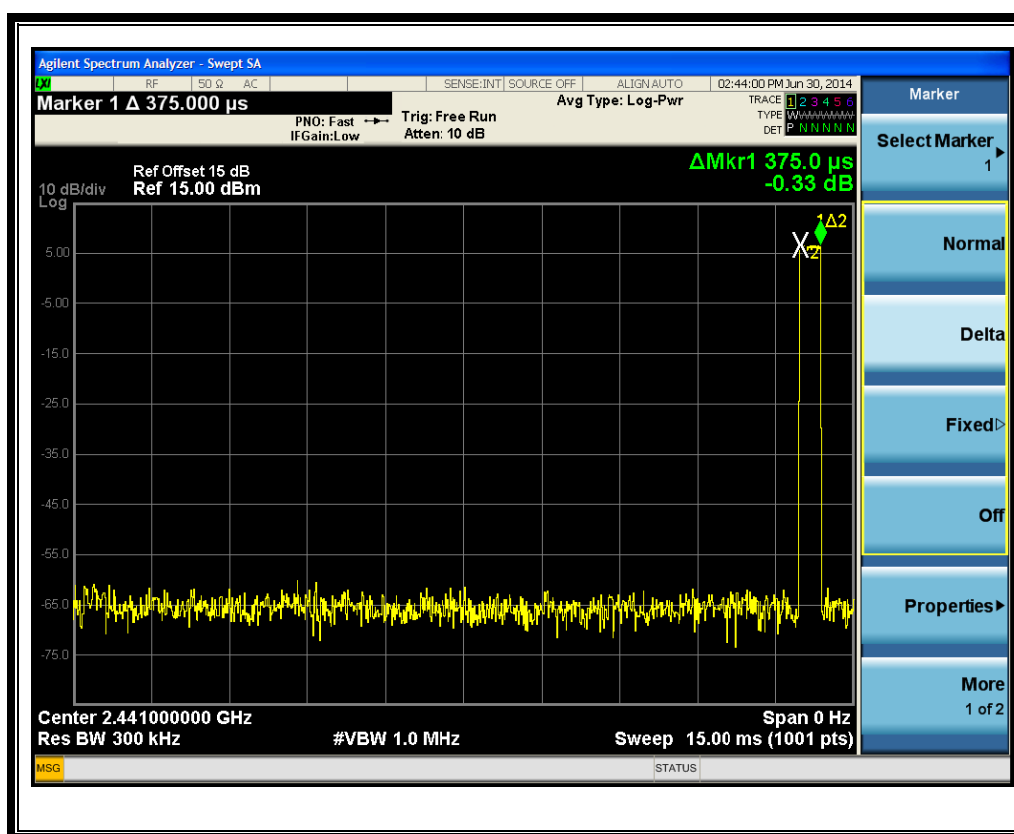 Agilent Spectrum Analyzer - Swept SA
LXI RF 50 Ω AC SENSE:INT SOURCE OFF ALIGN AUTO 02:44:00 PM Jun 30, 2014
Marker 1 Δ 375.000 µs
Avg Type: Log-Pwr
TRACE 1 2 3 4 5 6
TYPE WWWWWW
DET P N N N N N
PNO: Fast
IFGain:Low
Trig: Free Run
Atten: 10 dB
ΔMkr1 375.0 µs
-0.33 dB
Ref Offset 15 dB
10 dB/div Ref 15.00 dBm
Log
1Δ2
X2
5.00
-5.00
-15.0
-25.0
-35.0
-45.0
-55.0
-65.0
-75.0
Center 2.441000000 GHz Span 0 Hz
Res BW 300 kHz #VBW 1.0 MHz Sweep 15.00 ms (1001 pts)
MSG STATUS
Marker
Select Marker
1
Normal
Delta
Fixed
Off
Properties
More
1 of 2